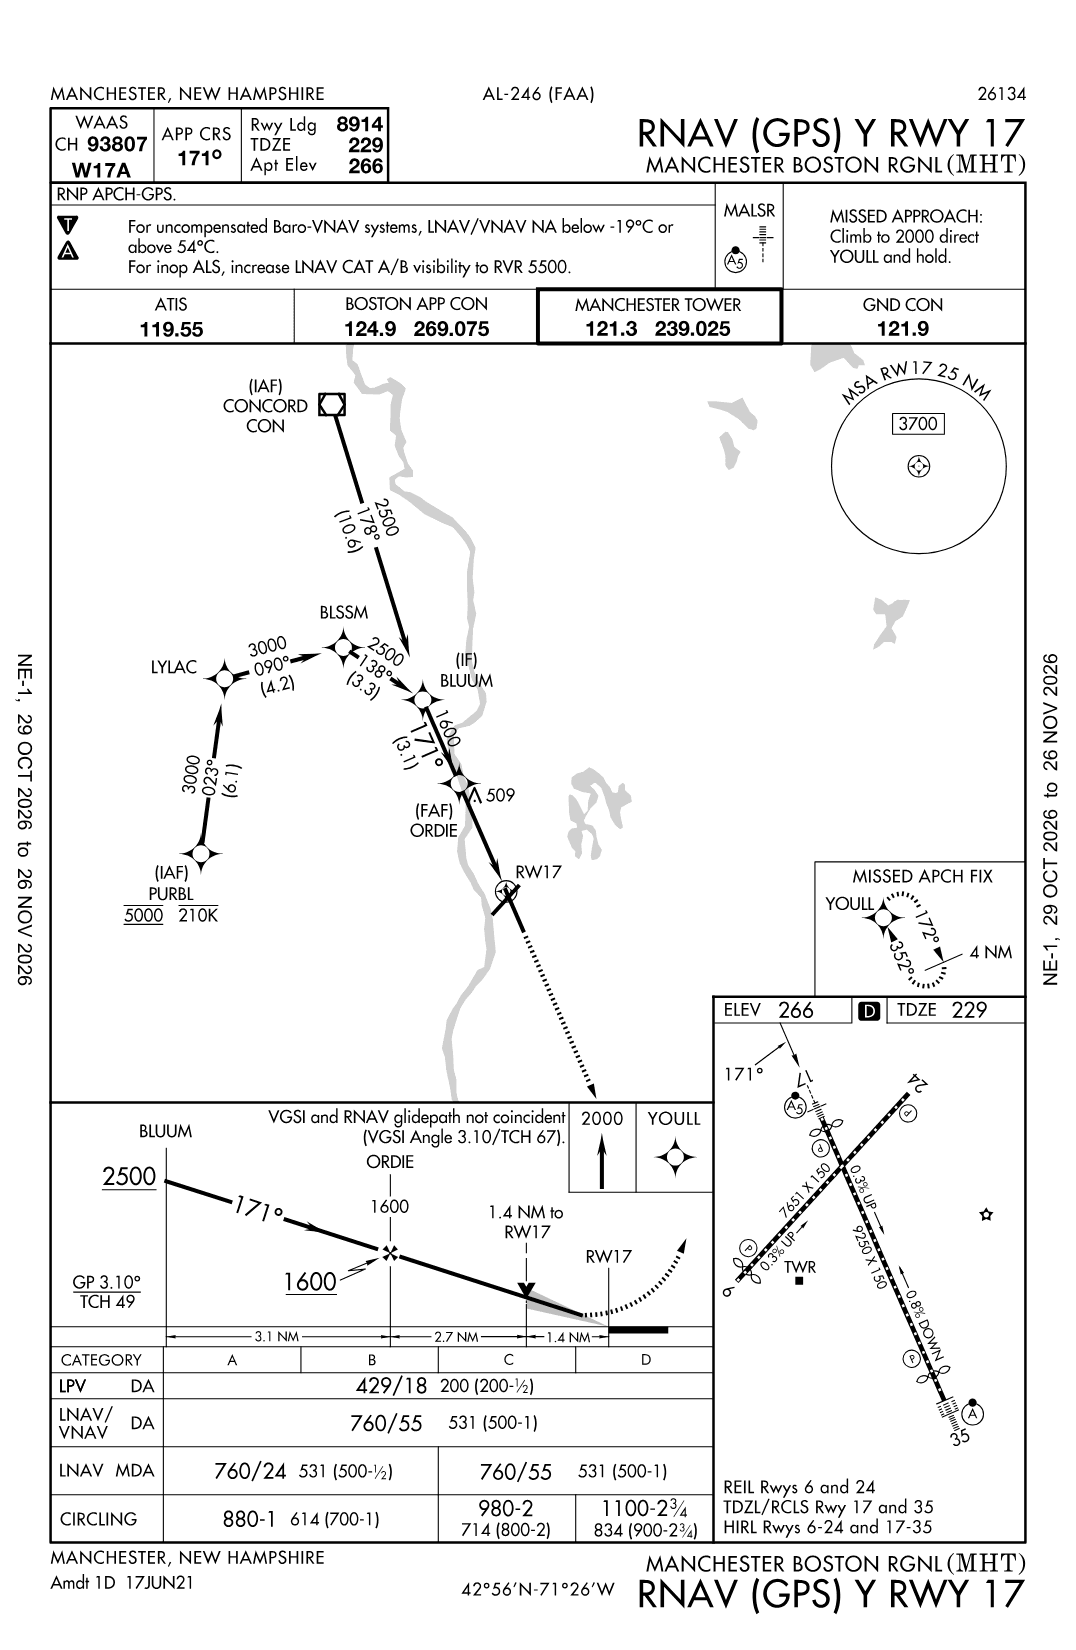 MANCHESTER, NEW HAMPSHIRE
AL-246 (FAA)
26134
WAAS
CH 93807
W17A
APP CRS
171°
Rwy Ldg 8914
TDZE 229
Apt Elev 266
RNAV (GPS) Y RWY 17
MANCHESTER BOSTON RGNL (MHT)
RNP APCH-GPS.
T
A
For uncompensated Baro-VNAV systems, LNAV/VNAV NA below -19°C or
above 54°C.
For inop ALS, increase LNAV CAT A/B visibility to RVR 5500.
MALSR
A5
MISSED APPROACH:
Climb to 2000 direct
YOULL and hold.
ATIS
119.55
BOSTON APP CON
124.9 269.075
MANCHESTER TOWER
121.3 239.025
GND CON
121.9
(IAF)
CONCORD
CON
2500
178°
(10.6)
MSA RW17 25 NM
3700
BLSSM
LYLAC
3000
090°
(4.2)
2500
138°
(3.3)
(IF)
BLUUM
1600
171°
(3.1)
3000
023°
(6.1)
509
(FAF)
ORDIE
(IAF)
PURBL
5000 210K
RW17
MISSED APCH FIX
YOULL
172°
352°
4 NM
NE-1, 29 OCT 2026 to 26 NOV 2026
NE-1, 29 OCT 2026 to 26 NOV 2026
ELEV 266
D
TDZE 229
171°
17
24
A5
P
P
7651 X 150
0.3% UP
0.3% UP
9250 X 150
P
6
TWR
0.8% DOWN
P
A
35
REIL Rwys 6 and 24
TDZL/RCLS Rwy 17 and 35
HIRL Rwys 6-24 and 17-35
VGSI and RNAV glidepath not coincident
(VGSI Angle 3.10/TCH 67).
2000
YOULL
BLUUM
2500
171°
ORDIE
1600
1600
1.4 NM to
RW17
RW17
GP 3.10°
TCH 49
3.1 NM
2.7 NM
1.4 NM
CATEGORY A B C D
LPV DA 429/18 200 (200-½)
LNAV/
VNAV DA 760/55 531 (500-1)
LNAV MDA 760/24 531 (500-½) 760/55 531 (500-1)
CIRCLING 880-1 614 (700-1)
980-2
714 (800-2)
1100-2¾
834 (900-2¾)
MANCHESTER, NEW HAMPSHIRE
Amdt 1D 17JUN21
42°56'N-71°26'W
MANCHESTER BOSTON RGNL (MHT)
RNAV (GPS) Y RWY 17